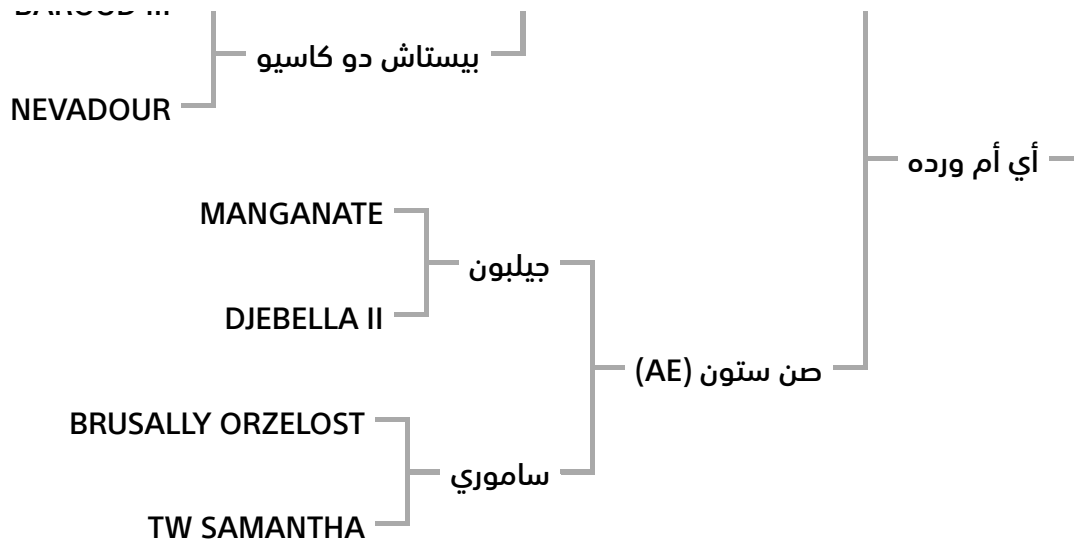 بيستاش دو كاسيو
NEVADOUR
أي أم ورده
MANGANATE
جيلبون
DJEBELLA II
صن ستون (AE)
BRUSALLY ORZELOST
ساموري
TW SAMANTHA